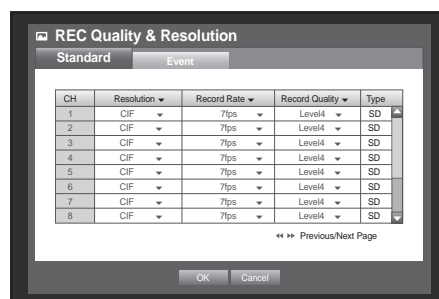 REC Quality & Resolution
Standard Event
CH Resolution Record Rate Record Quality Type
1 CIF 7fps Level4 SD
2 CIF 7fps Level4 SD
3 CIF 7fps Level4 SD
4 CIF 7fps Level4 SD
5 CIF 7fps Level4 SD
6 CIF 7fps Level4 SD
7 CIF 7fps Level4 SD
8 CIF 7fps Level4 SD
Previous/Next Page
OK Cancel